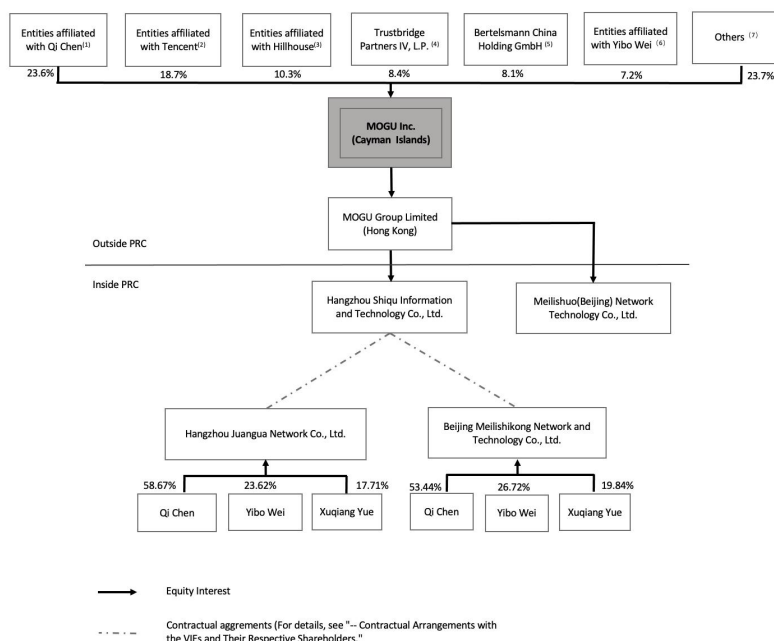 Entities affiliated
with Qi Chen(1)
Entities affiliated
with Tencent(2)
Entities affiliated
with Hillhouse(3)
Trustbridge
Partners IV, L.P. (4)
Bertelsmann China
Holding GmbH (5)
Entities affiliated
with Yibo Wei (6)
Others (7)
23.6%
18.7%
10.3%
8.4%
8.1%
7.2%
23.7%
MOGU Inc.
(Cayman Islands)
MOGU Group Limited
(Hong Kong)
Outside PRC
Inside PRC
Hangzhou Shiqu Information
and Technology Co., Ltd.
Meilishuo(Beijing) Network
Technology Co., Ltd.
Hangzhou Juangua Network Co., Ltd.
Beijing Meilishikong Network and
Technology Co., Ltd.
58.67%
23.62%
17.71%
53.44%
26.72%
19.84%
Qi Chen
Yibo Wei
Xuqiang Yue
Qi Chen
Yibo Wei
Xuqiang Yue
Equity Interest
Contractual aggrements (For details, see "-- Contractual Arrangements with
the VIEs and Their Respective Shareholders."